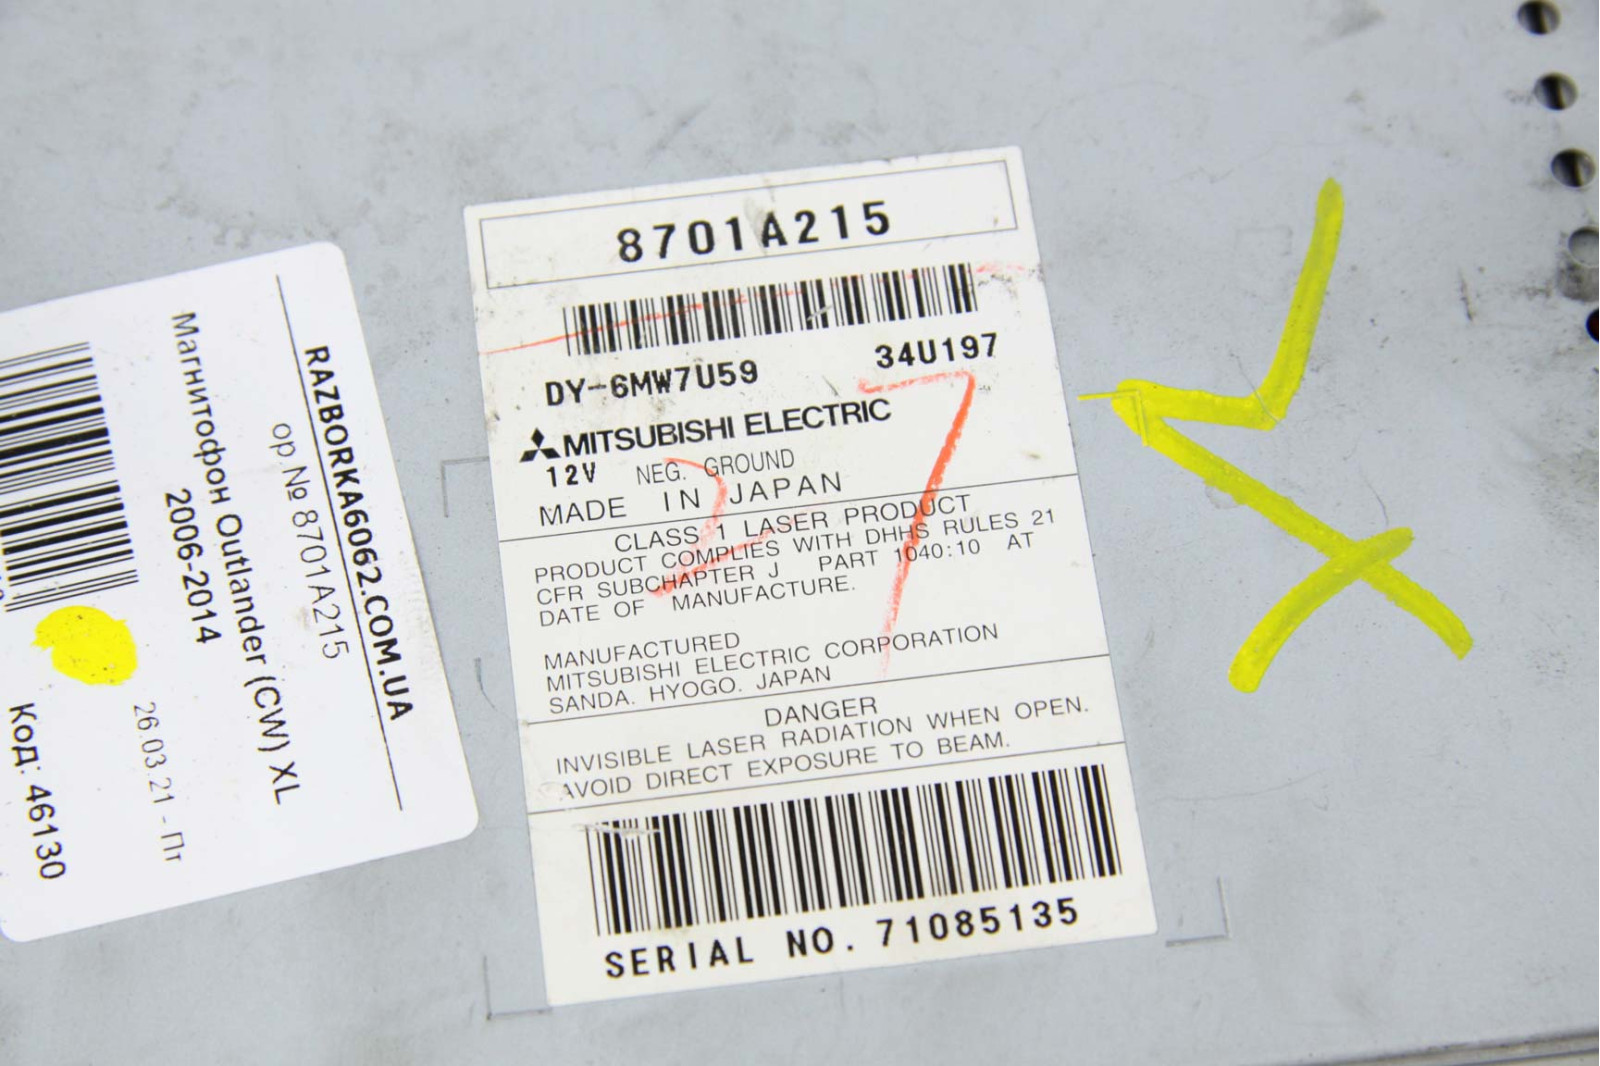 RAZBORKA6062.COM.UA
ор № 8701A215
Магнитофон Outlander (CW) XL
2006-2014
26.03.21 - Пт
Код: 46130
8701A215
DY-6MW7U59 34U197
MITSUBISHI ELECTRIC
12V NEG. GROUND
MADE IN JAPAN
CLASS 1 LASER PRODUCT
PRODUCT COMPLIES WITH DHHS RULES 21
CFR SUBCHAPTER J PART 1040:10 AT
DATE OF MANUFACTURE.
MANUFACTURED
MITSUBISHI ELECTRIC CORPORATION
SANDA. HYOGO. JAPAN
DANGER
INVISIBLE LASER RADIATION WHEN OPEN.
AVOID DIRECT EXPOSURE TO BEAM.
SERIAL NO. 71085135
27